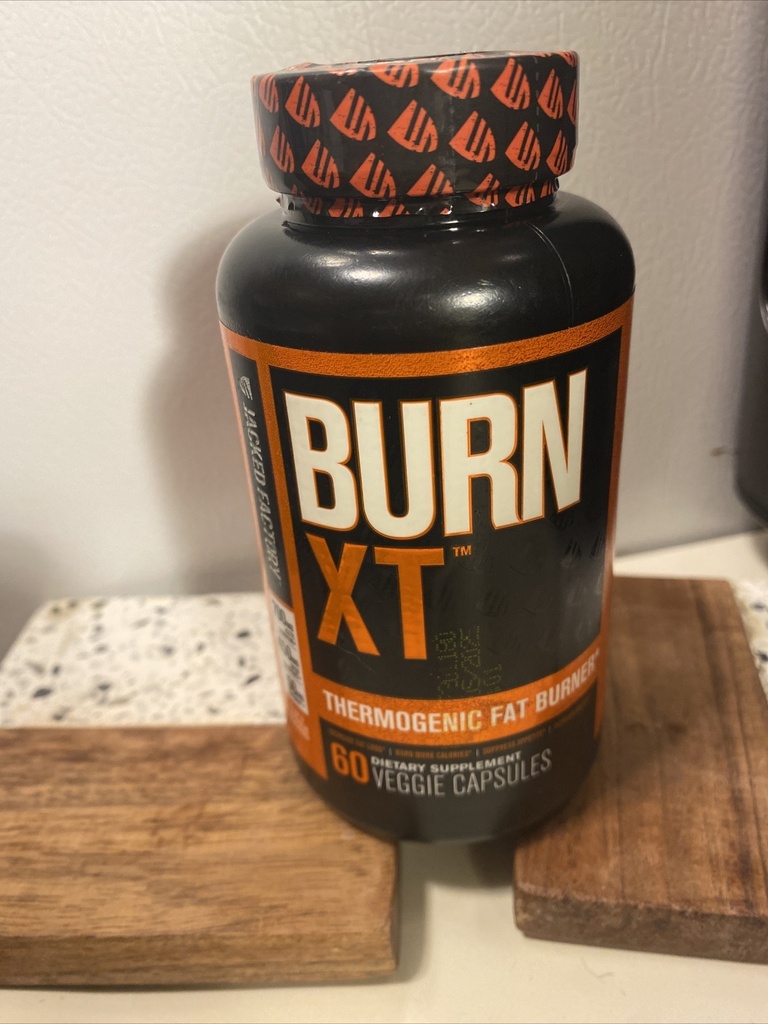 JACKED FACTORY
BURN
XT™
THERMOGENIC FAT BURNER*
60 DIETARY SUPPLEMENT
VEGGIE CAPSULES